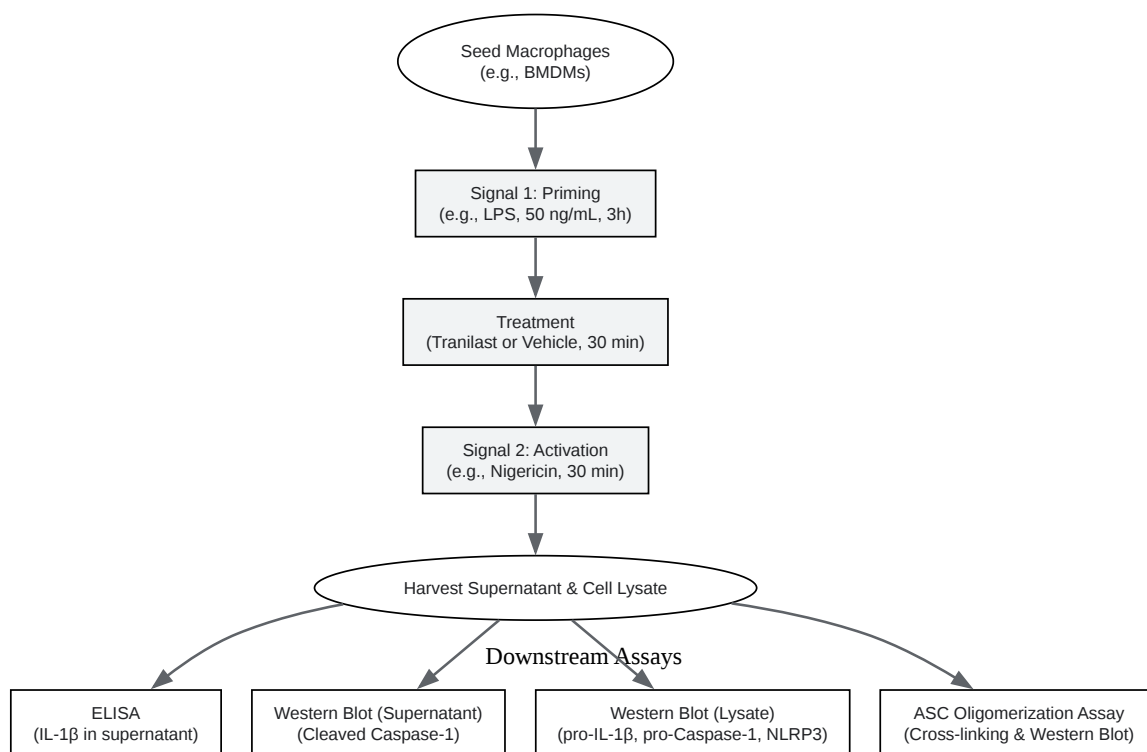 Seed Macrophages
(e.g., BMDMs)
Signal 1: Priming
(e.g., LPS, 50 ng/mL, 3h)
Treatment
(Tranilast or Vehicle, 30 min)
Signal 2: Activation
(e.g., Nigericin, 30 min)
Harvest Supernatant & Cell Lysate
Downstream Assays
ELISA
(IL-1β in supernatant)
Western Blot (Supernatant)
(Cleaved Caspase-1)
Western Blot (Lysate)
(pro-IL-1β, pro-Caspase-1, NLRP3)
ASC Oligomerization Assay
(Cross-linking & Western Blot)